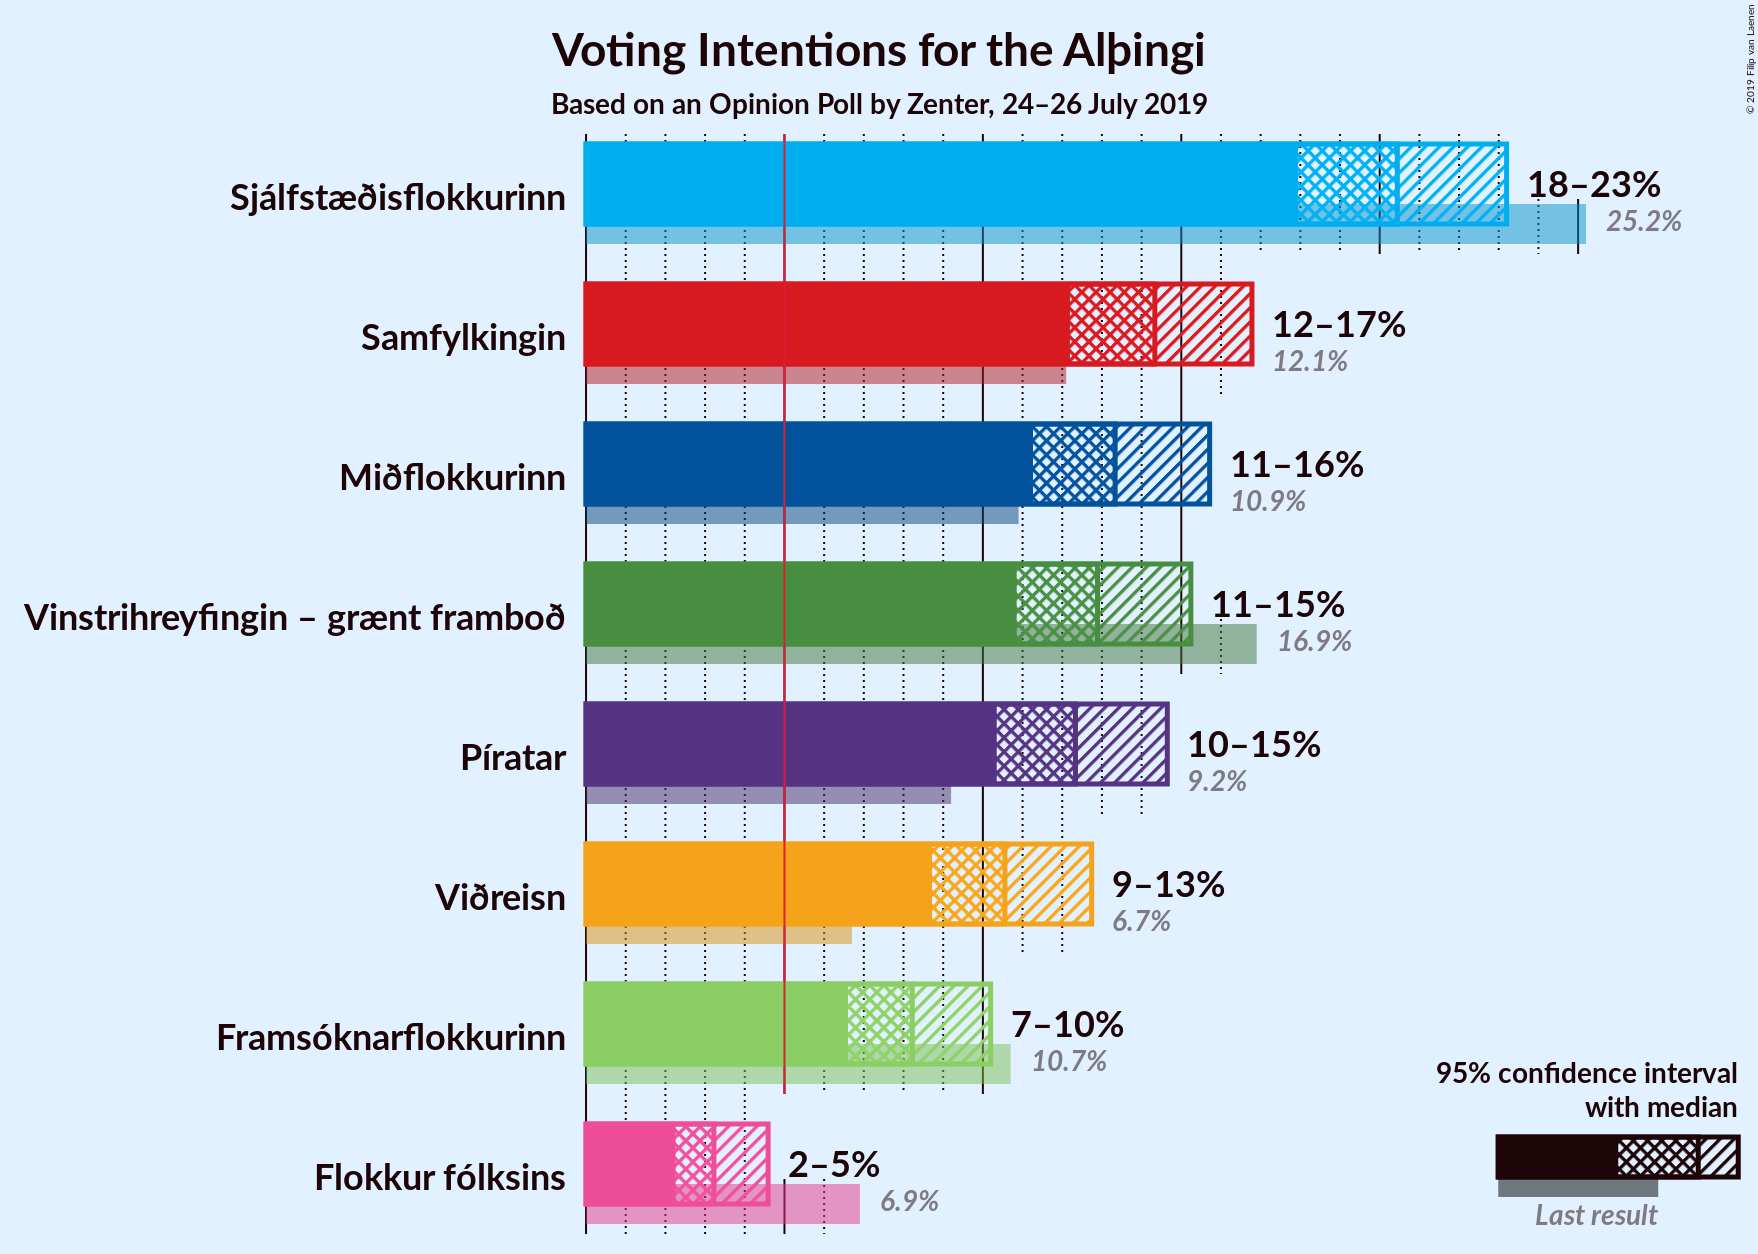 Voting Intentions for the Alþingi
Based on an Opinion Poll by Zenter, 24–26 July 2019
© 2019 Filip van Laenen
Sjálfstæðisflokkurinn
18–23%
25.2%
Samfylkingin
12–17%
12.1%
Miðflokkurinn
11–16%
10.9%
Vinstrihreyfingin – grænt framboð
11–15%
16.9%
Píratar
10–15%
9.2%
Viðreisn
9–13%
6.7%
Framsóknarflokkurinn
7–10%
10.7%
Flokkur fólksins
2–5%
6.9%
95% confidence interval
with median
Last result